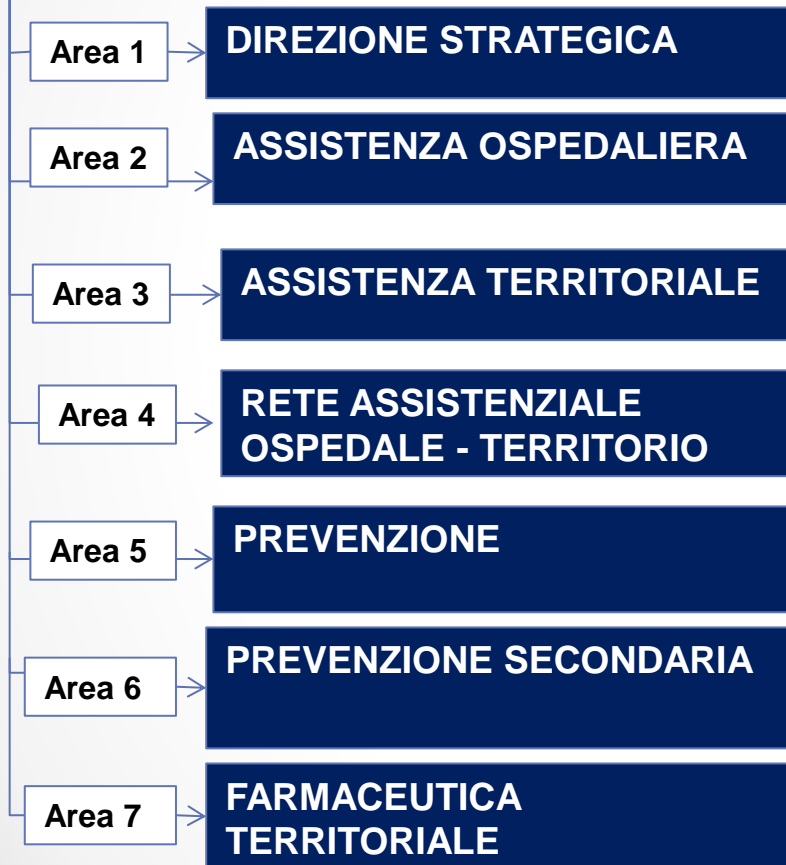 Area 1
DIREZIONE STRATEGICA
Area 2
ASSISTENZA OSPEDALIERA
Area 3
ASSISTENZA TERRITORIALE
Area 4
RETE ASSISTENZIALE
OSPEDALE - TERRITORIO
Area 5
PREVENZIONE
Area 6
PREVENZIONE SECONDARIA
Area 7
FARMACEUTICA
TERRITORIALE